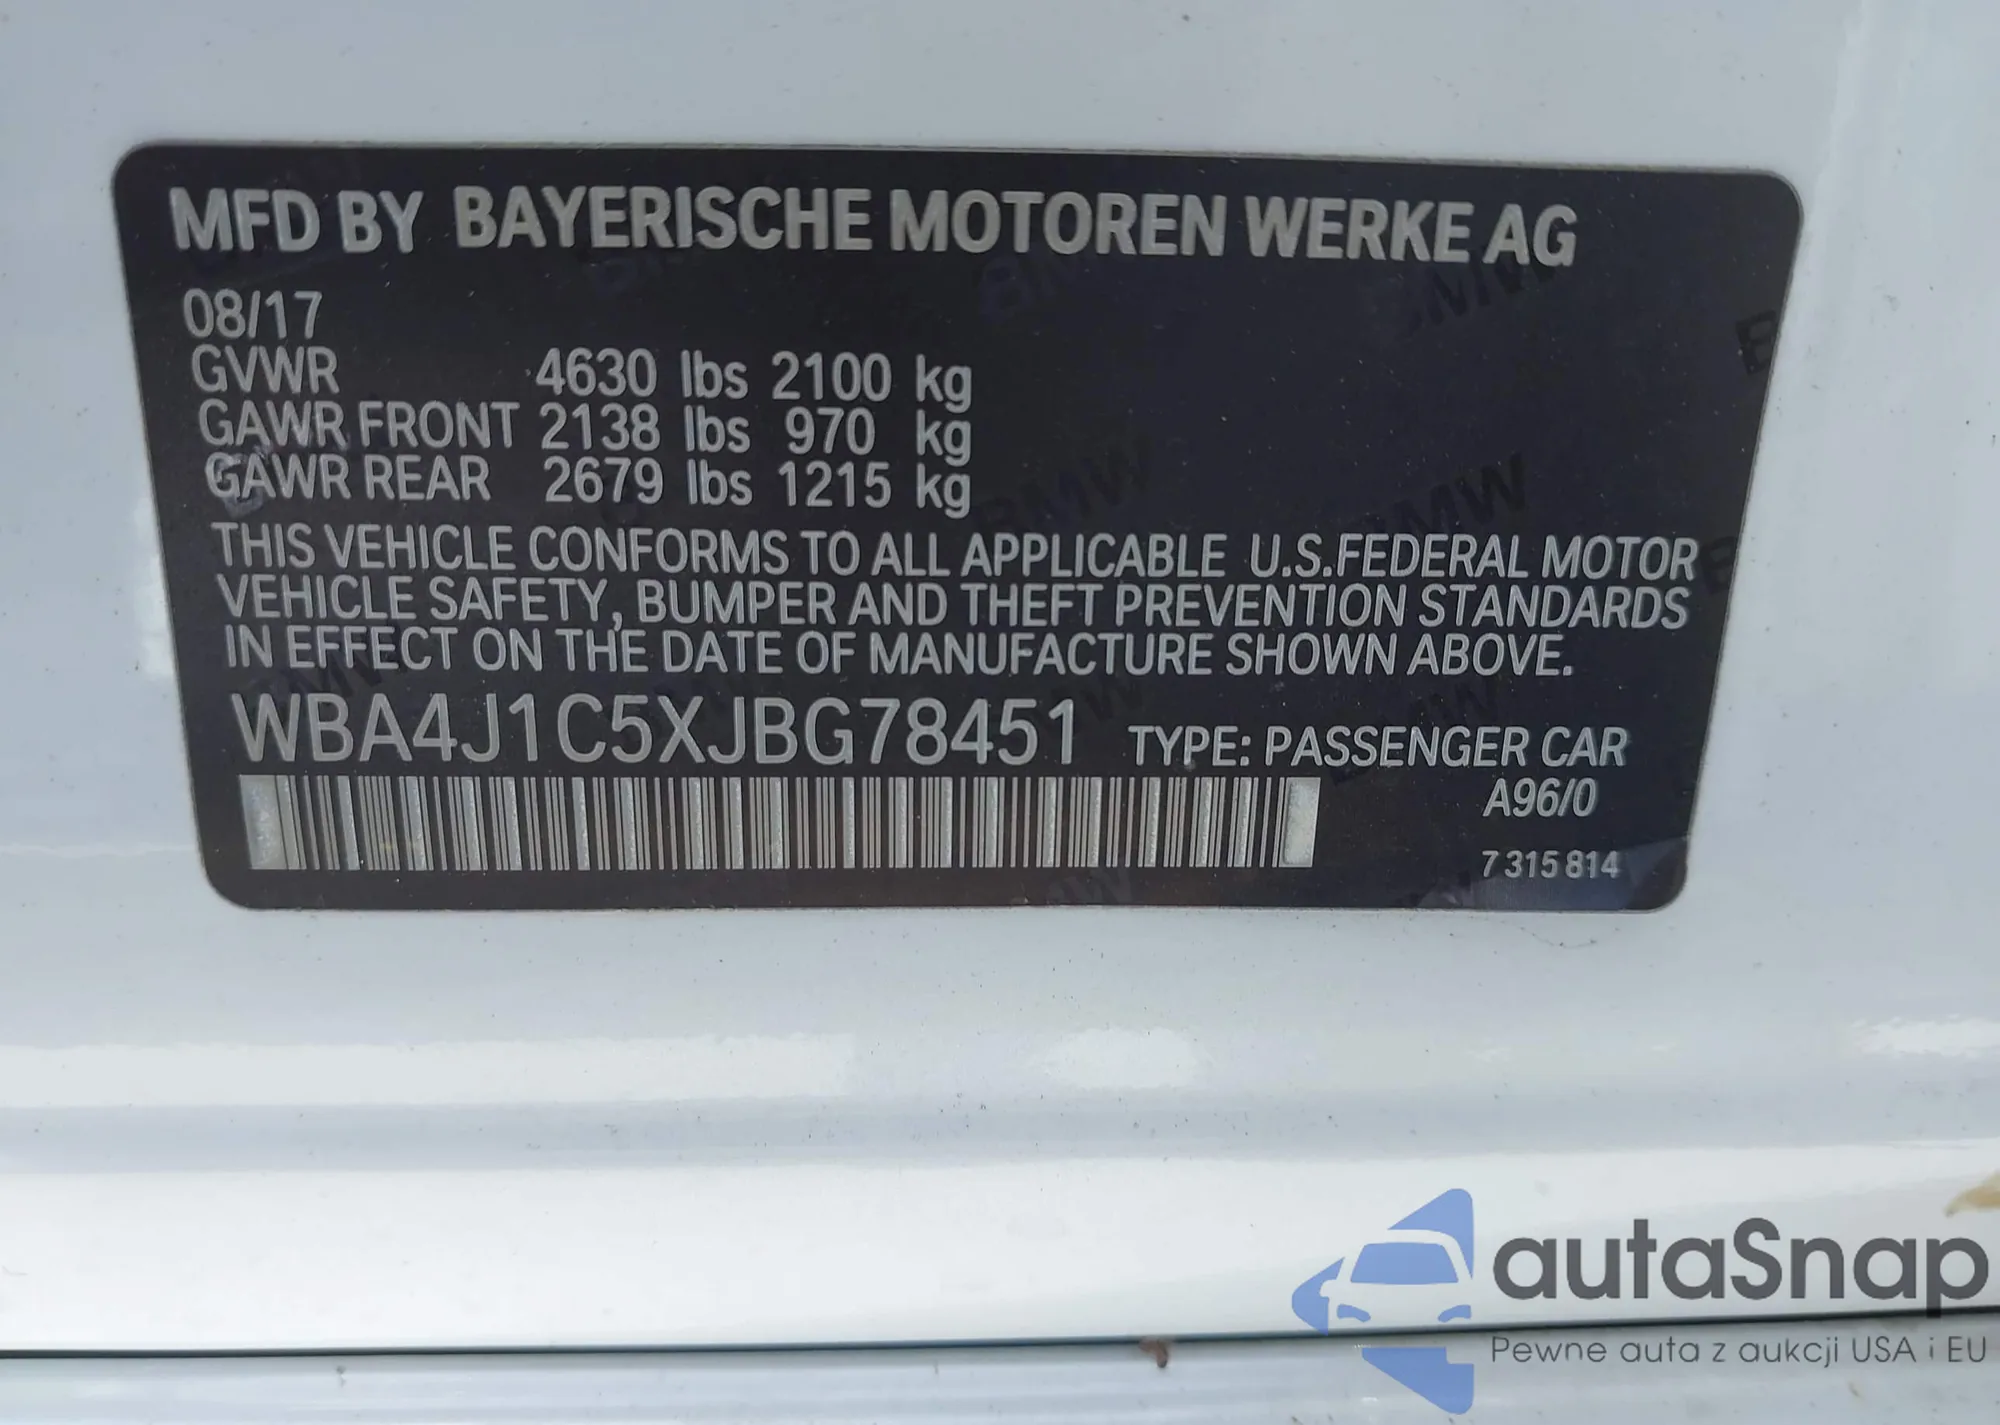 MFD BY BAYERISCHE MOTOREN WERKE AG
08/17
GVWR 4630 lbs 2100 kg
GAWR FRONT 2138 lbs 970 kg
GAWR REAR 2679 lbs 1215 kg
THIS VEHICLE CONFORMS TO ALL APPLICABLE U.S.FEDERAL MOTOR
VEHICLE SAFETY, BUMPER AND THEFT PREVENTION STANDARDS
IN EFFECT ON THE DATE OF MANUFACTURE SHOWN ABOVE.
WBA4J1C5XJBG78451 TYPE: PASSENGER CAR
A96/0
7 315 814
autaSnap
Pewne auta z aukcji USA i EU